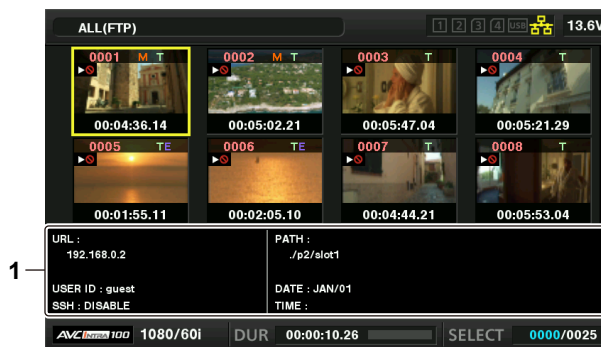 ALL(FTP) 1 2 3 4 USB 13.6V
0001 M T 0002 M T 0003 T 0004 T
00:04:36.14 00:05:02.21 00:05:47.04 00:05:21.29
0005 TE 0006 TE 0007 T 0008 T
00:01:55.11 00:02:05.10 00:04:44.21 00:05:53.04
1
URL :
192.168.0.2
USER ID : guest
SSH : DISABLE
PATH :
./p2/slot1
DATE : JAN/01
TIME :
AVC INTRA 100 1080/60i DUR 00:00:10.26 SELECT 0000/0025